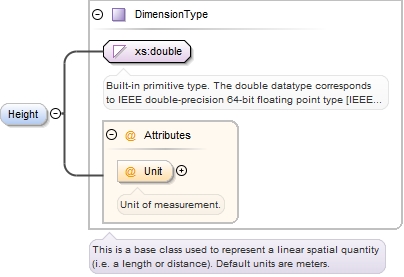 DimensionType
xs:double
Built-in primitive type. The double datatype corresponds
to IEEE double-precision 64-bit floating point type [IEEE...
Height
@ Attributes
@ Unit
Unit of measurement.
This is a base class used to represent a linear spatial quantity
(i.e. a length or distance). Default units are meters.